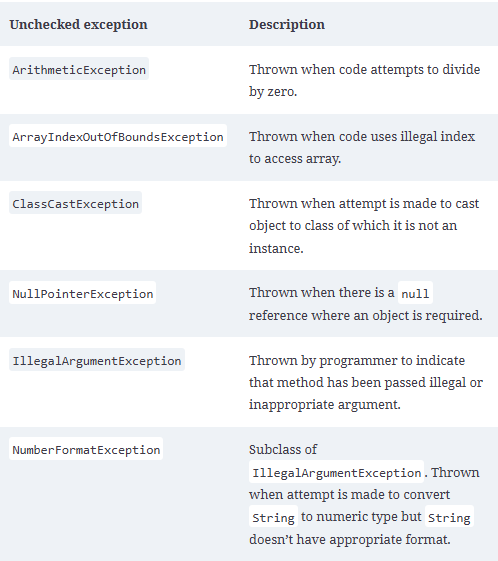 Unchecked exception Description
ArithmeticException Thrown when code attempts to divide
by zero.
ArrayIndexOutOfBoundsException Thrown when code uses illegal index
to access array.
ClassCastException Thrown when attempt is made to cast
object to class of which it is not an
instance.
NullPointerException Thrown when there is a null
reference where an object is required.
IllegalArgumentException Thrown by programmer to indicate
that method has been passed illegal or
inappropriate argument.
NumberFormatException Subclass of
IllegalArgumentException. Thrown
when attempt is made to convert
String to numeric type but String
doesn’t have appropriate format.